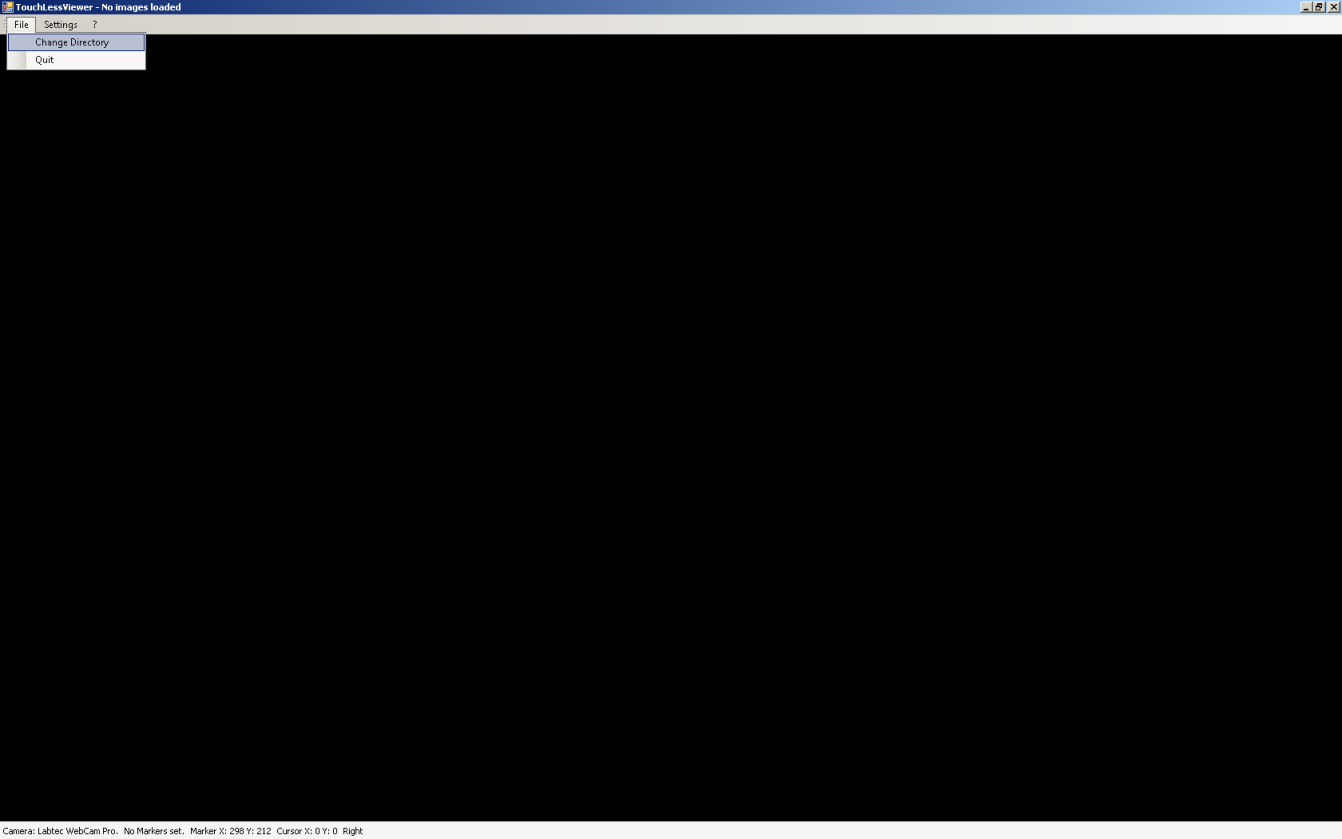 TouchLessViewer - No images loaded
File Settings ?
Change Directory
Quit
Camera: Labtec WebCam Pro. No Markers set. Marker X: 298 Y: 212 Cursor X: 0 Y: 0 Right